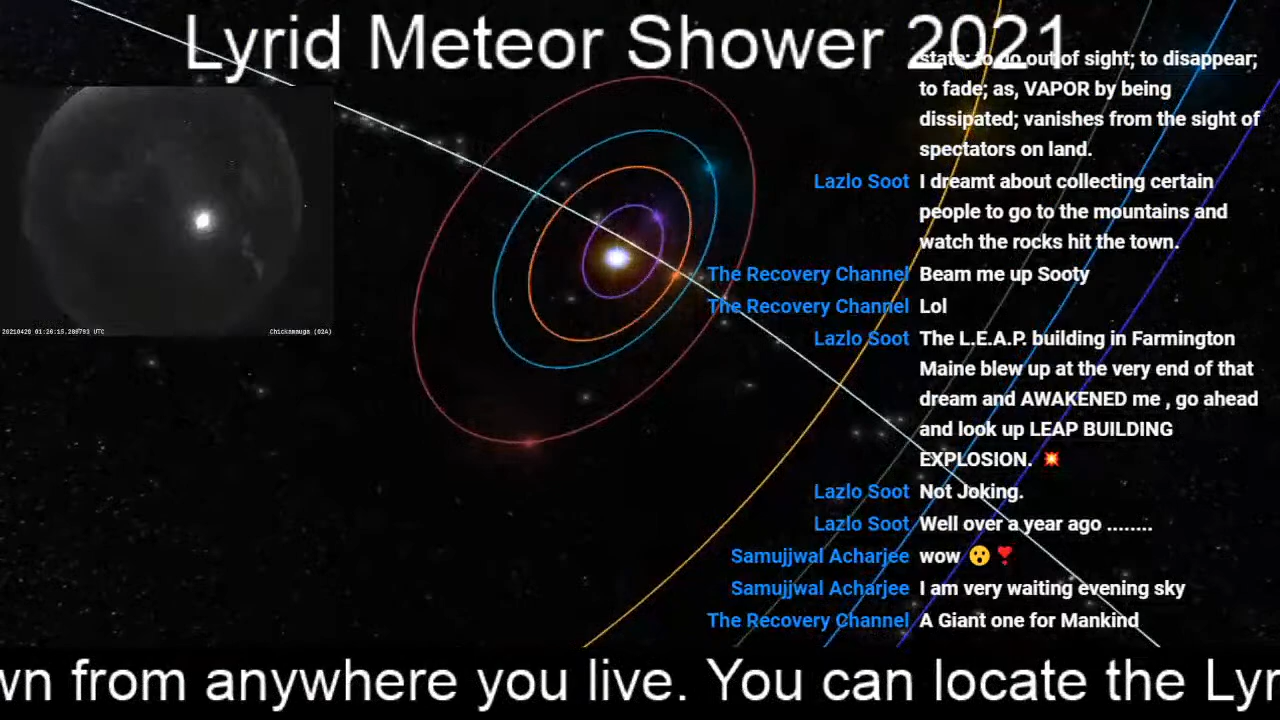 Lyrid Meteor Shower 2021
state; to go out of sight; to disappear;
to fade; as, VAPOR by being
dissipated; vanishes from the sight of
spectators on land.
Lazlo Soot I dreamt about collecting certain
people to go to the mountains and
watch the rocks hit the town.
The Recovery Channel Beam me up Sooty
The Recovery Channel Lol
Lazlo Soot The L.E.A.P. building in Farmington
Maine blew up at the very end of that
dream and AWAKENED me , go ahead
and look up LEAP BUILDING
EXPLOSION. 💥
Lazlo Soot Not Joking.
Lazlo Soot Well over a year ago ........
Samujjwal Acharjee wow 😮❣
Samujjwal Acharjee I am very waiting evening sky
The Recovery Channel A Giant one for Mankind
Chickamauga (02A)
wn from anywhere you live. You can locate the Lyr